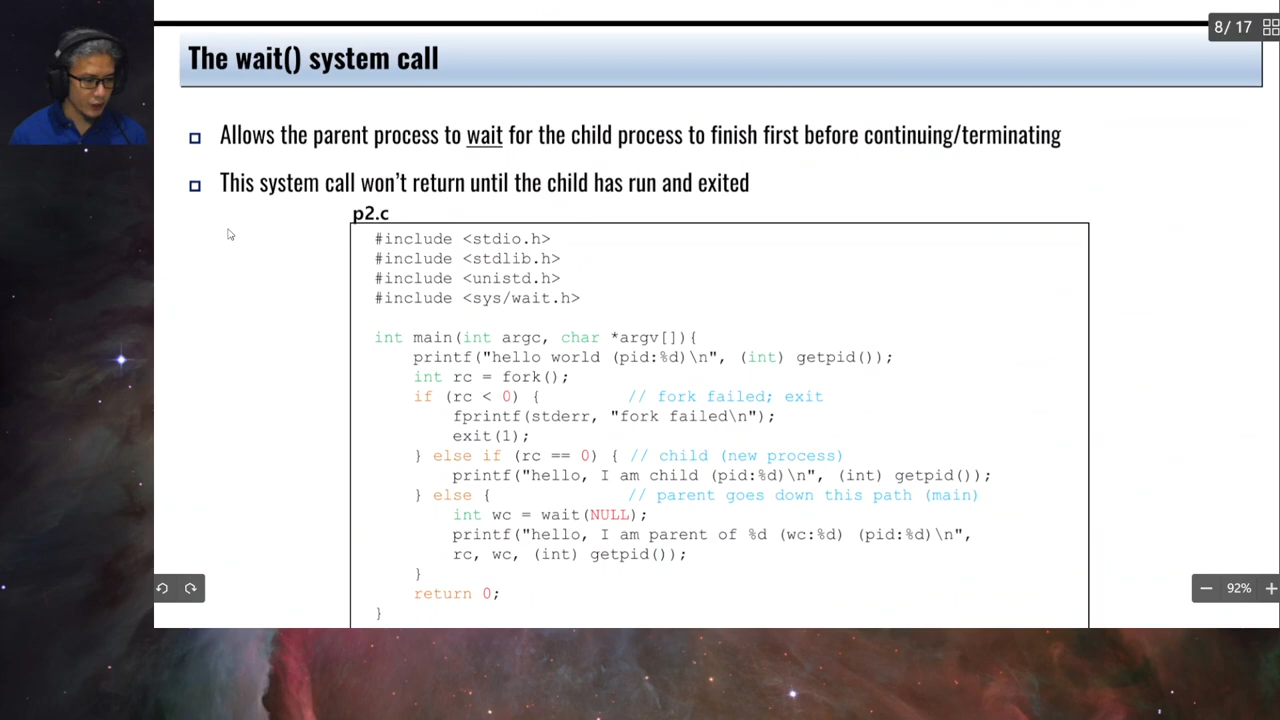 8/ 17
The wait() system call
Allows the parent process to wait for the child process to finish first before continuing/terminating
This system call won't return until the child has run and exited
p2.c
#include <stdio.h>
#include <stdlib.h>
#include <unistd.h>
#include <sys/wait.h>
int main(int argc, char *argv[]){
printf("hello world (pid:%d)\n", (int) getpid());
int rc = fork();
if (rc < 0) { // fork failed; exit
fprintf(stderr, "fork failed\n");
exit(1);
} else if (rc == 0) { // child (new process)
printf("hello, I am child (pid:%d)\n", (int) getpid());
} else { // parent goes down this path (main)
int wc = wait(NULL);
printf("hello, I am parent of %d (wc:%d) (pid:%d)\n",
rc, wc, (int) getpid());
}
return 0;
}
92%